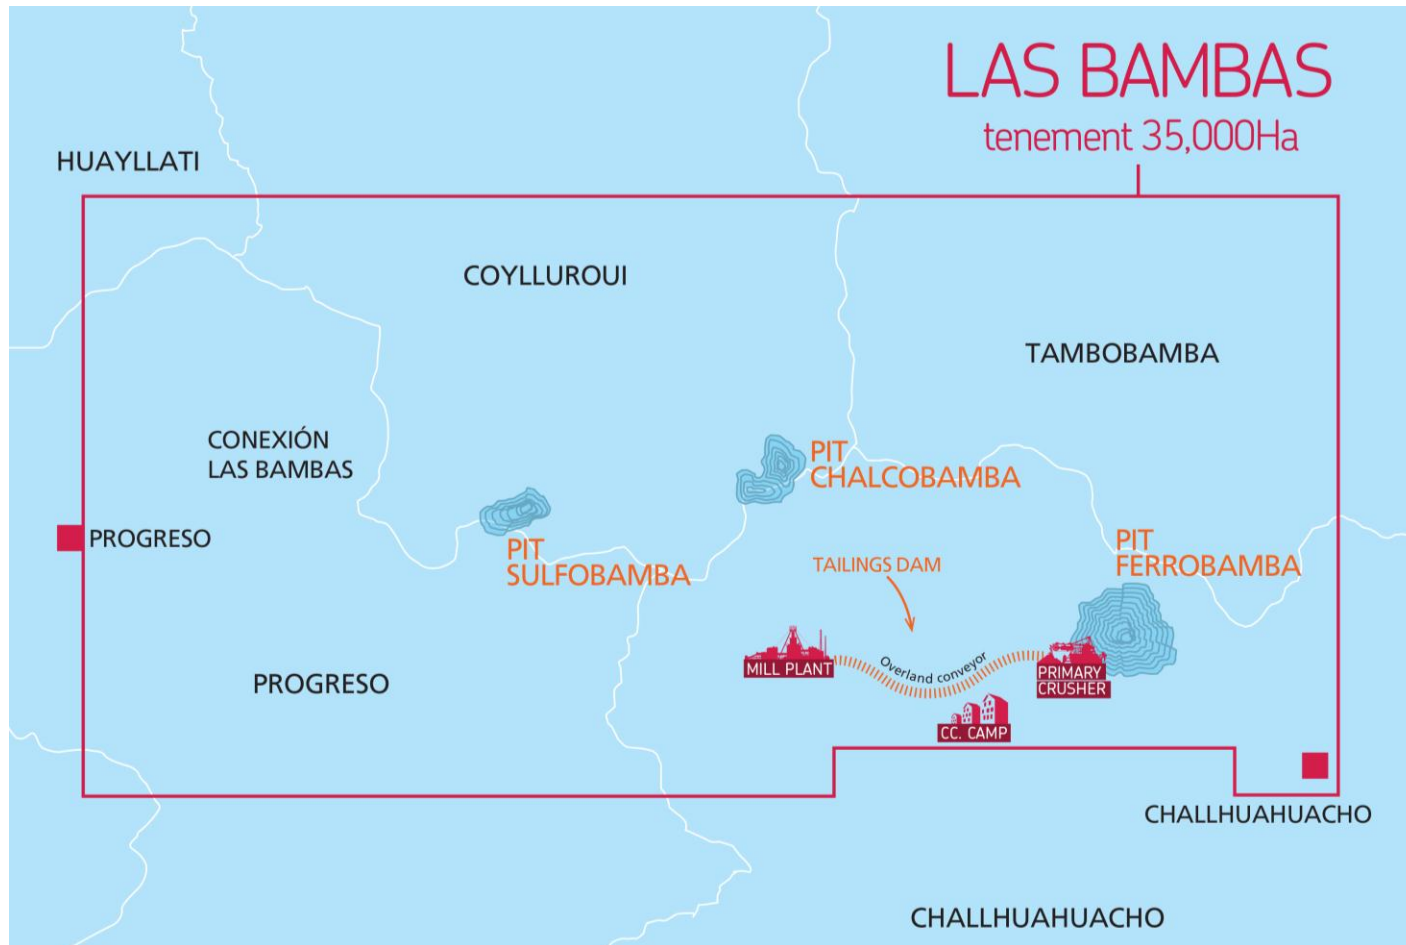 LAS BAMBAS
tenement 35,000Ha
HUAYLLATI
COYLLUROUI
TAMBOBAMBA
CONEXIÓN
LAS BAMBAS
PIT
CHALCOBAMBA
PROGRESO
PIT
SULFOBAMBA
PIT
FERROBAMBA
TAILINGS DAM
MILL PLANT
Overland conveyor
PRIMARY
CRUSHER
PROGRESO
CC. CAMP
CHALLHUAHUACHO
CHALLHUAHUACHO